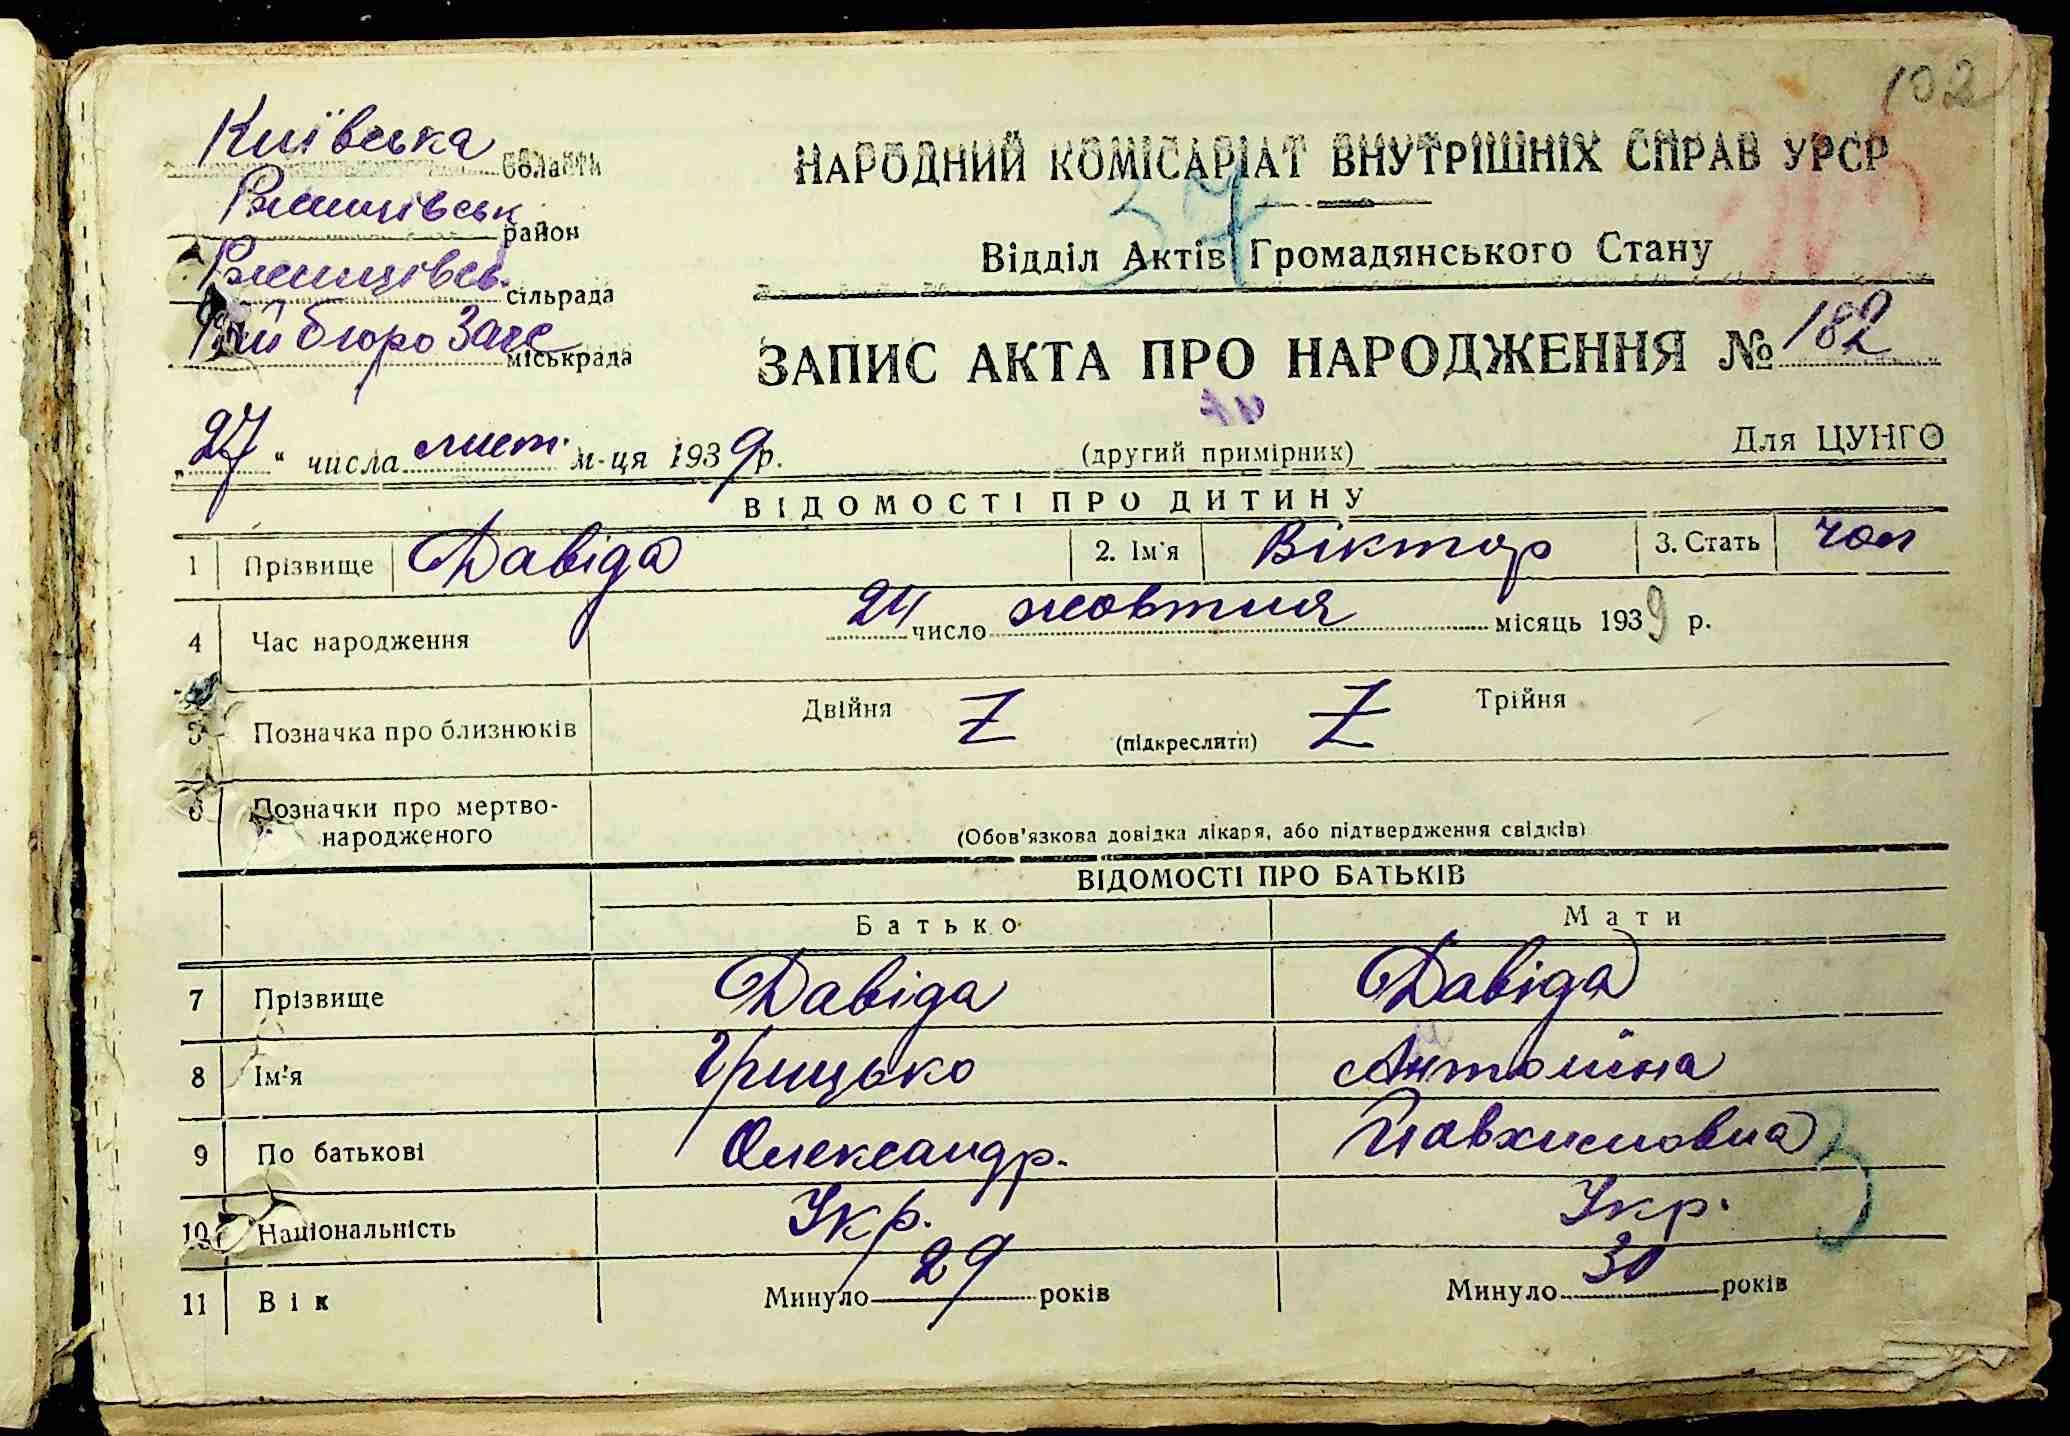 102
Київська область
Ржищівськ район
Ржищівсь. сільрада
бюро Загс міськрада
НАРОДНИЙ КОМІСАРІАТ ВНУТРІШНІХ СПРАВ УРСР
37
Відділ Актів Громадянського Стану
ЗАПИС АКТА ПРО НАРОДЖЕННЯ № 182
„27“ числа лист. м-ця 1939 р.
(другий примірник)
Для ЦУНГО
ВІДОМОСТІ ПРО ДИТИНУ
1 Прізвище Давіда 2. Ім'я Віктор 3. Стать чол
4 Час народження 24 число жовтня місяць 1939 р.
5 Позначка про близнюків Двійня Z (підкреслити) Z Трійня
6 Позначки про мертво-
народженого (Обов'язкова довідка лікаря, або підтвердження свідків)
ВІДОМОСТІ ПРО БАТЬКІВ
Батько Мати
7 Прізвище Давіда Давіда
8 Ім'я Грицько Антоніна
9 По батькові Олександр. Явхимовна
10 Національність Укр. Укр.
11 Вік Минуло 29 років Минуло 30 років